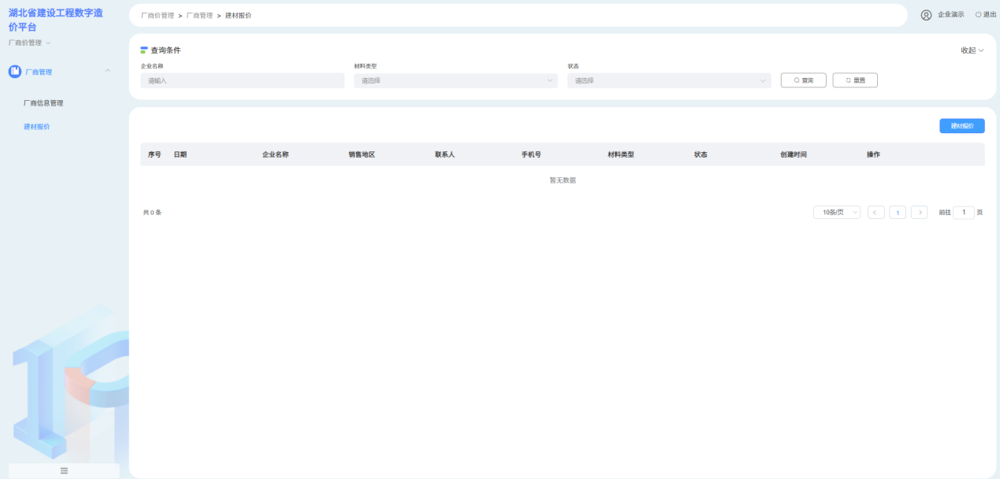 湖北省建设工程数字造
价平台
厂商价管理
厂商管理
厂商信息管理
建材报价
厂商价管理 > 厂商管理 > 建材报价
企业演示 退出
查询条件
收起
企业名称 材料类型 状态
请输入 请选择 请选择 查询 重置
建材报价
序号 日期 企业名称 销售地区 联系人 手机号 材料类型 状态 创建时间 操作
暂无数据
共 0 条 10条/页 1 前往 1 页